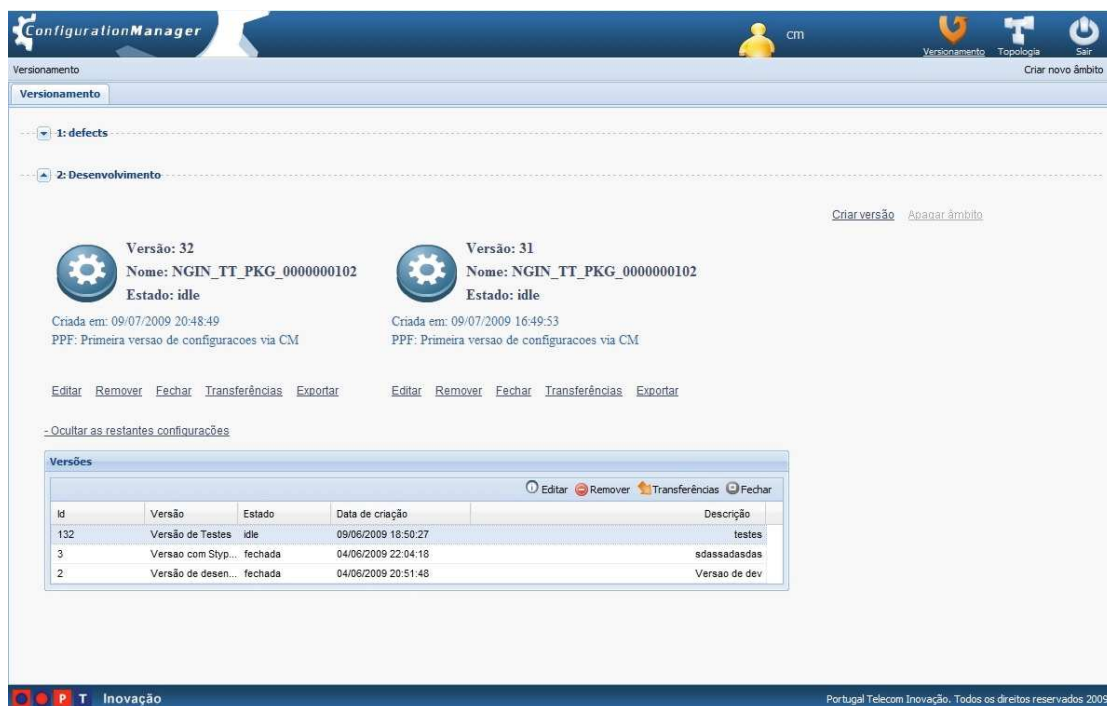 ConfigurationManager
cm
Versionamento Topologia Sair
Versionamento
Criar novo âmbito
Versionamento
1: defects
2: Desenvolvimento
Criar versão Apagar âmbito
Versão: 32
Nome: NGIN_TT_PKG_0000000102
Estado: idle
Criada em: 09/07/2009 20:48:49
PPF: Primeira versao de configuracoes via CM
Editar Remover Fechar Transferências Exportar
Versão: 31
Nome: NGIN_TT_PKG_0000000102
Estado: idle
Criada em: 09/07/2009 16:49:53
PPF: Primeira versao de configuracoes via CM
Editar Remover Fechar Transferências Exportar
- Ocultar as restantes configurações
Versões
Editar Remover Transferências Fechar
Id Versão Estado Data de criação Descrição
132 Versão de Testes idle 09/06/2009 18:50:27 testes
3 Versao com Styp... fechada 04/06/2009 22:04:18 sdassadasdas
2 Versão de desen... fechada 04/06/2009 20:51:48 Versao de dev
P T Inovação
Portugal Telecom Inovação. Todos os direitos reservados 2009